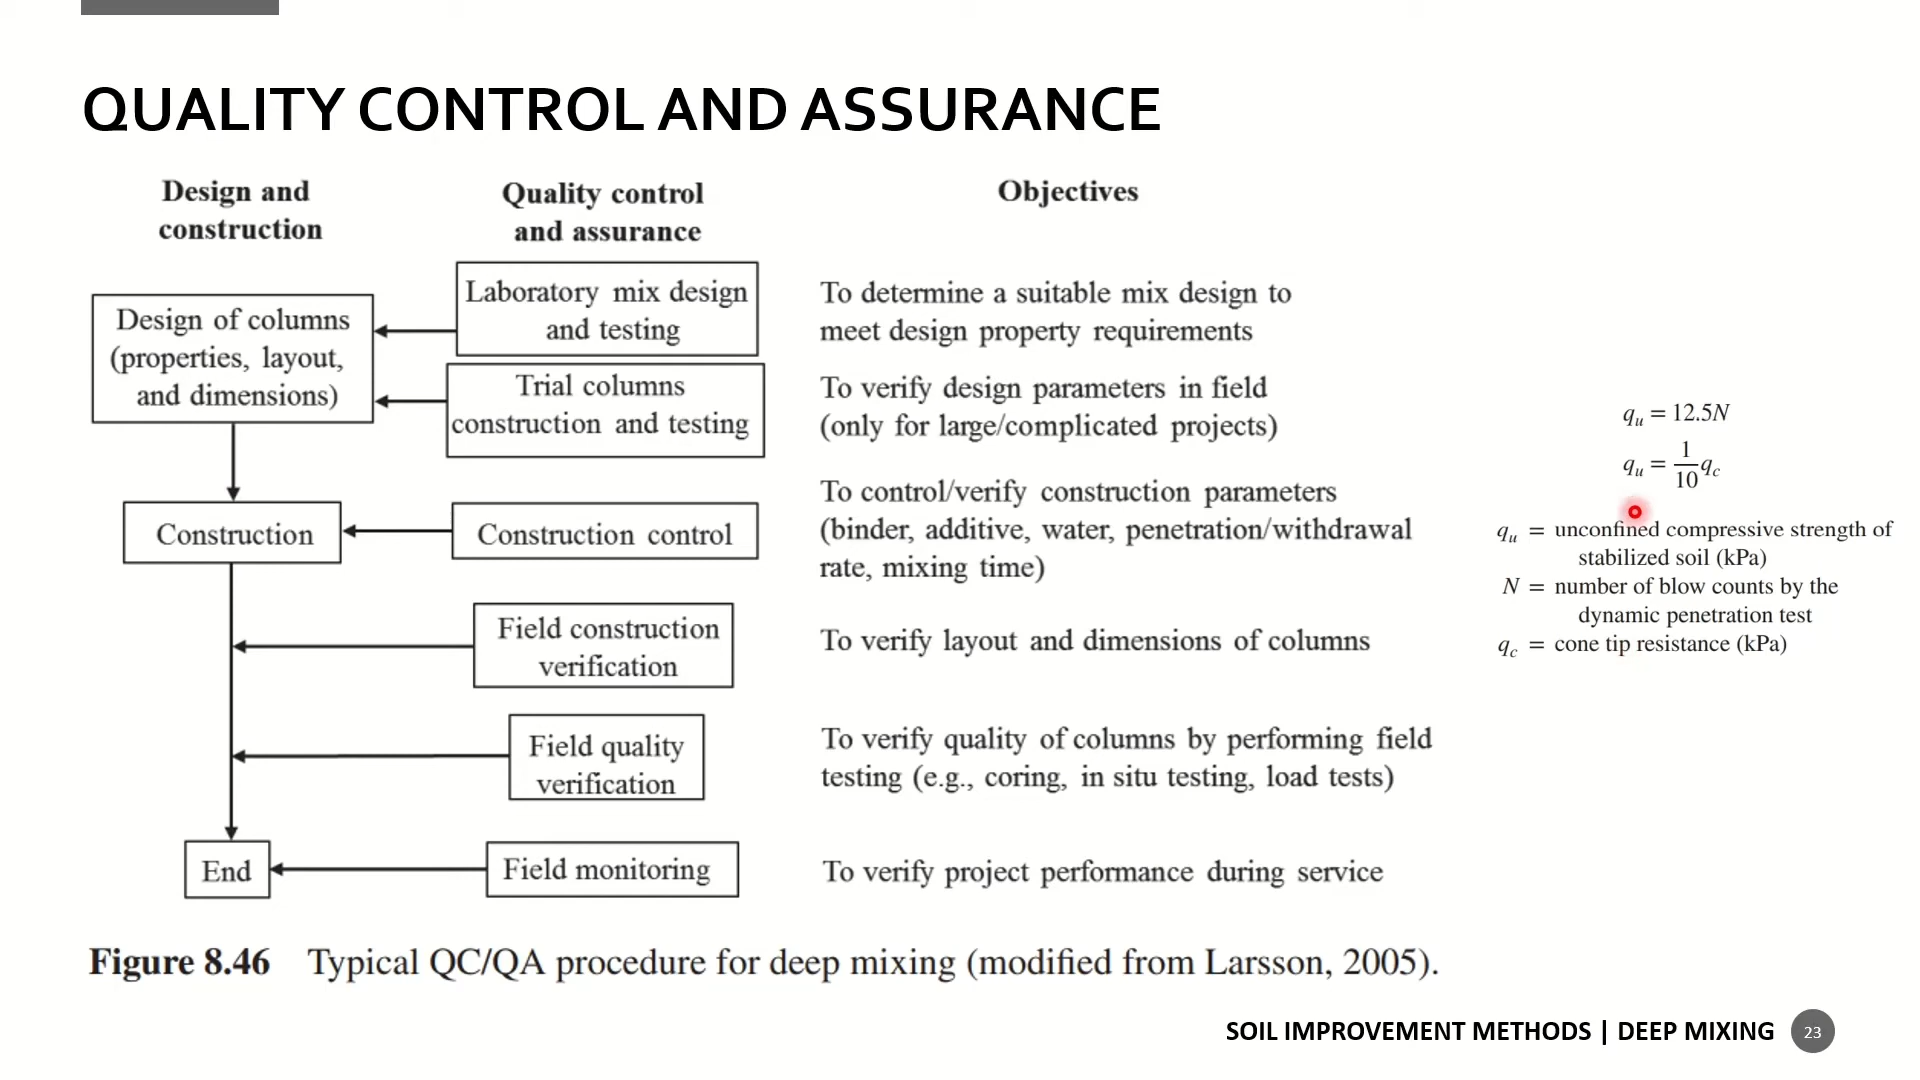 QUALITY CONTROL AND ASSURANCE
Design and
construction
Quality control
and assurance
Objectives
Design of columns
(properties, layout,
and dimensions)
Laboratory mix design
and testing
To determine a suitable mix design to
meet design property requirements
Trial columns
construction and testing
To verify design parameters in field
(only for large/complicated projects)
Construction
Construction control
To control/verify construction parameters
(binder, additive, water, penetration/withdrawal
rate, mixing time)
Field construction
verification
To verify layout and dimensions of columns
Field quality
verification
To verify quality of columns by performing field
testing (e.g., coring, in situ testing, load tests)
End
Field monitoring
To verify project performance during service
q_u = 12.5N
q_u = 1/10 q_c
q_u = unconfined compressive strength of
stabilized soil (kPa)
N = number of blow counts by the
dynamic penetration test
q_c = cone tip resistance (kPa)
Figure 8.46 Typical QC/QA procedure for deep mixing (modified from Larsson, 2005).
SOIL IMPROVEMENT METHODS | DEEP MIXING 23